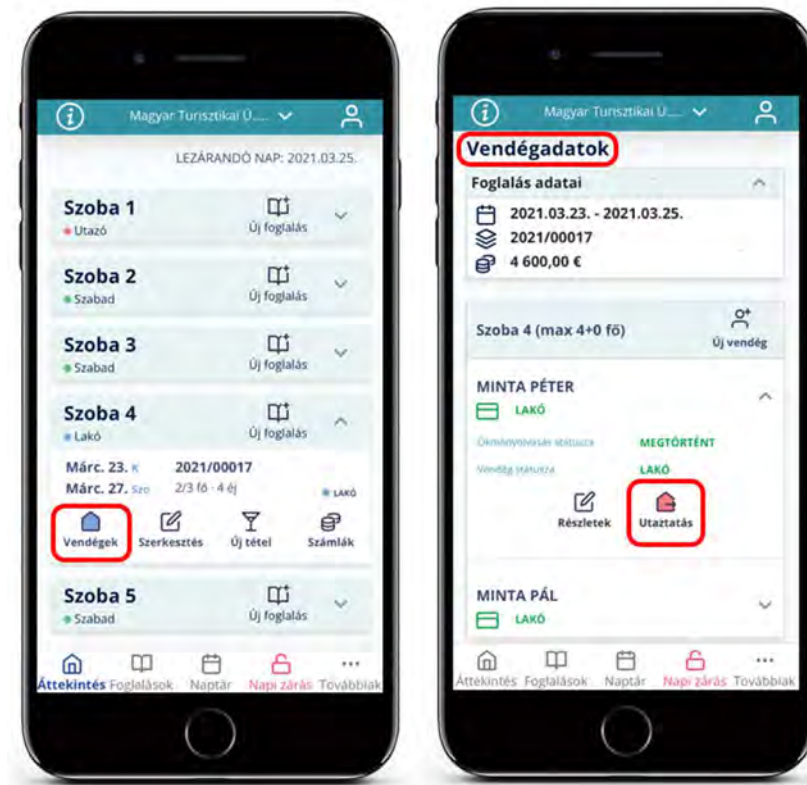 Magyar Turisztikai Ü....
LEZÁRANDÓ NAP: 2021.03.25.
Szoba 1
Utazó
Új foglalás
Szoba 2
Szabad
Új foglalás
Szoba 3
Szabad
Új foglalás
Szoba 4
Lakó
Új foglalás
Márc. 23. K 2021/00017
Márc. 27. Szo 2/3 fő - 4 éj LAKÓ
Vendégek Szerkesztés Új tétel Számlák
Szoba 5
Szabad
Új foglalás
Áttekintés Foglalások Naptár Napi zárás Továbbiak
Magyar Turisztikai Ü....
Vendégadatok
Foglalás adatai
2021.03.23. - 2021.03.25.
2021/00017
4 600,00 €
Szoba 4 (max 4+0 fő)
Új vendég
MINTA PÉTER
LAKÓ
Okmányolvasás státusza MEGTÖRTÉNT
Vendég státusza LAKÓ
Részletek Utaztatás
MINTA PÁL
LAKÓ
Áttekintés Foglalások Naptár Napi zárás Továbbiak